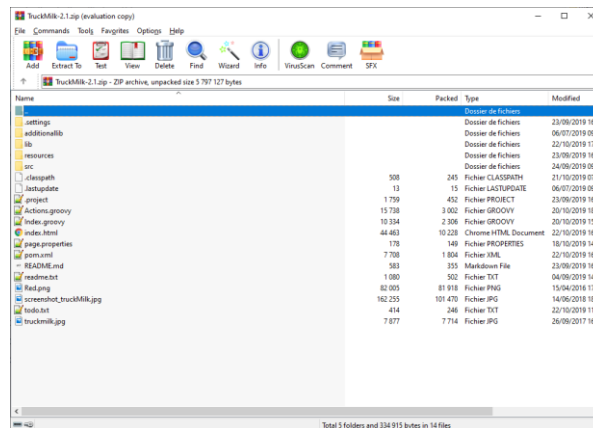 TruckMilk-2.1.zip (evaluation copy)
File Commands Tools Favorites Options Help
Add Extract To Test View Delete Find Wizard Info VirusScan Comment SFX
TruckMilk-2.1.zip - ZIP archive, unpacked size 5 797 127 bytes
Name Size Packed Type Modified
.. Dossier de fichiers
.settings Dossier de fichiers 23/09/2019 16
additionallib Dossier de fichiers 06/07/2019 09
lib Dossier de fichiers 22/10/2019 17
resources Dossier de fichiers 23/09/2019 16
src Dossier de fichiers 24/09/2019 09
.classpath 508 245 Fichier CLASSPATH 21/10/2019 07
.lastupdate 13 15 Fichier LASTUPDATE 06/07/2019 09
.project 1 759 452 Fichier PROJECT 23/09/2019 16
Actions.groovy 15 738 3 002 Fichier GROOVY 20/10/2019 18
Index.groovy 10 334 2 306 Fichier GROOVY 20/10/2019 15
index.html 44 463 10 228 Chrome HTML Document 22/10/2019 16
page.properties 178 149 Fichier PROPERTIES 18/10/2019 14
pom.xml 7 708 1 804 Fichier XML 22/10/2019 16
README.md 583 355 Markdown File 23/09/2019 16
readme.txt 1 080 502 Fichier TXT 04/09/2019 14
Red.png 82 005 81 918 Fichier PNG 15/04/2016 17
screenshot_truckMilk.jpg 162 255 101 470 Fichier JPG 14/06/2018 18
todo.txt 414 246 Fichier TXT 22/10/2019 11
truckmilk.jpg 7 877 7 714 Fichier JPG 26/09/2017 16
Total 5 folders and 334 915 bytes in 14 files